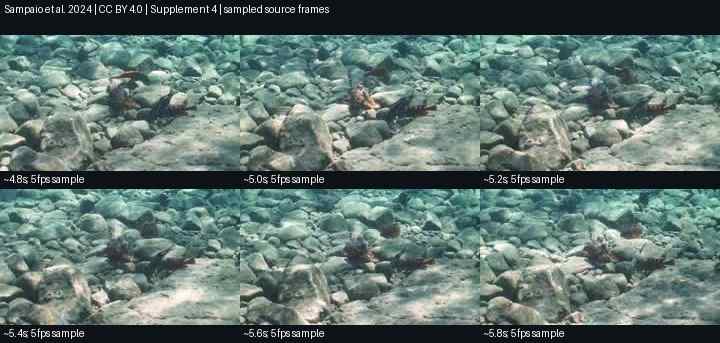 Sampaio et al. 2024 | CC BY 4.0 | Supplement 4 | sampled source frames
~4.8s; 5fps sample
~5.0s; 5fps sample
~5.2s; 5fps sample
~5.4s; 5fps sample
~5.6s; 5fps sample
~5.8s; 5fps sample